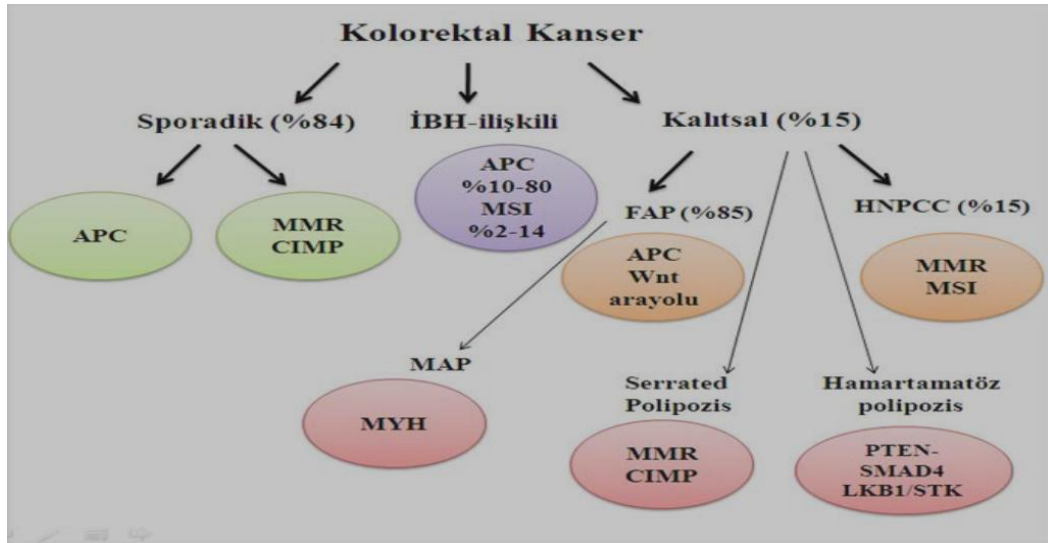 Kolorektal Kanser
Sporadik (%84)
İBH-ilişkili
Kalıtsal (%15)
APC
MMR
CIMP
APC
%10-80
MSI
%2-14
FAP (%85)
HNPCC (%15)
APC
Wnt
arayolu
MMR
MSI
MAP
MYH
Serrated
Polipozis
MMR
CIMP
Hamartamatöz
polipozis
PTEN-
SMAD4
LKB1/STK